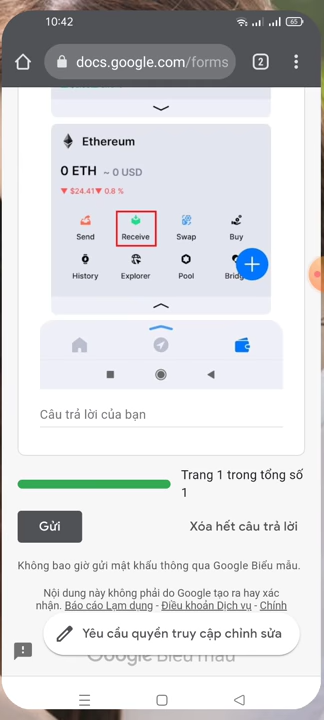 10:42
65
docs.google.com/forms
2
Ethereum
0 ETH ~ 0 USD
▼ $24.41▼ 0.8 %
Send Receive Swap Buy
History Explorer Pool
Câu trả lời của bạn
Trang 1 trong tổng số
1
Gửi
Xóa hết câu trả lời
Không bao giờ gửi mật khẩu thông qua Google Biểu mẫu.
Nội dung này không phải do Google tạo ra hay xác
nhận. Báo cáo Lạm dụng - Điều khoản Dịch vụ - Chính
Yêu cầu quyền truy cập chỉnh sửa
Google Biểu mẫu